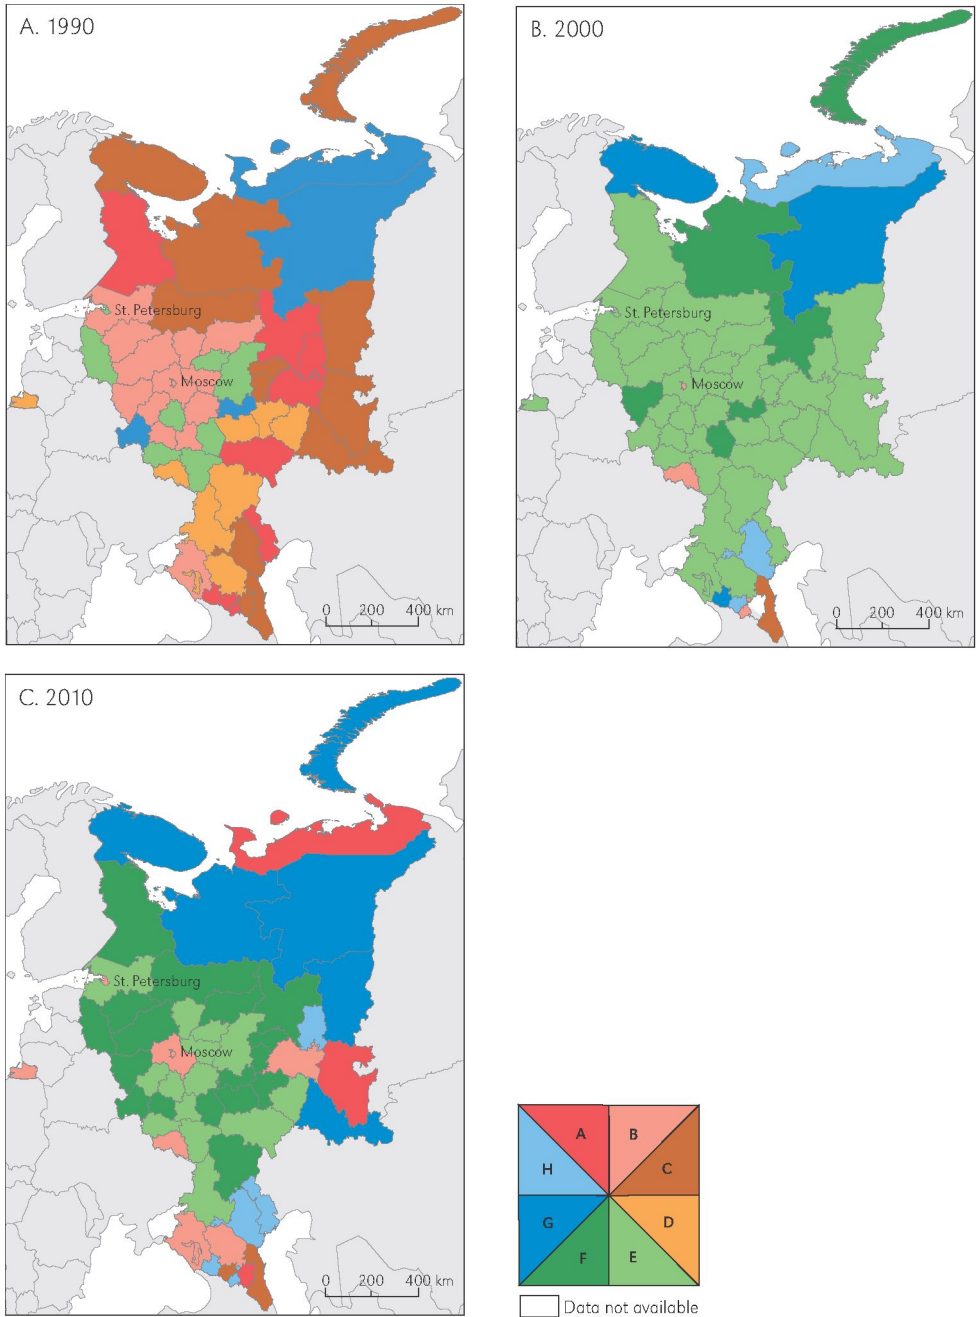 A. 1990
St. Petersburg
Moscow
0 200 400 km
B. 2000
St. Petersburg
Moscow
0 200 400 km
C. 2010
St. Petersburg
Moscow
0 200 400 km
A B
H C
G D
F E
Data not available